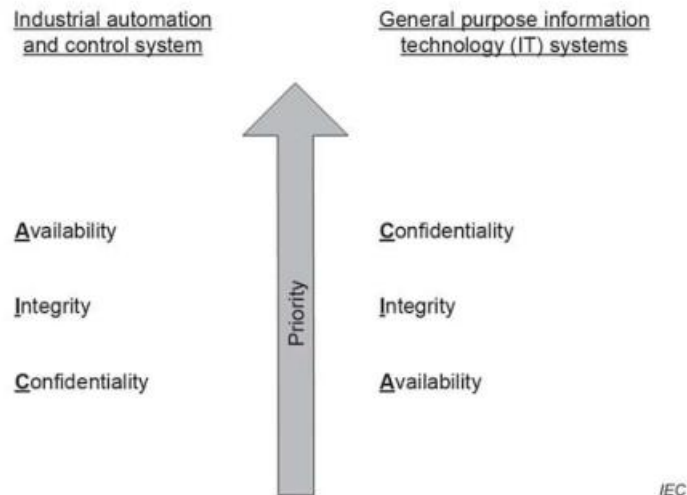 Industrial automation
and control system
General purpose information
technology (IT) systems
Availability
Confidentiality
Integrity
Priority
Integrity
Confidentiality
Availability
IEC